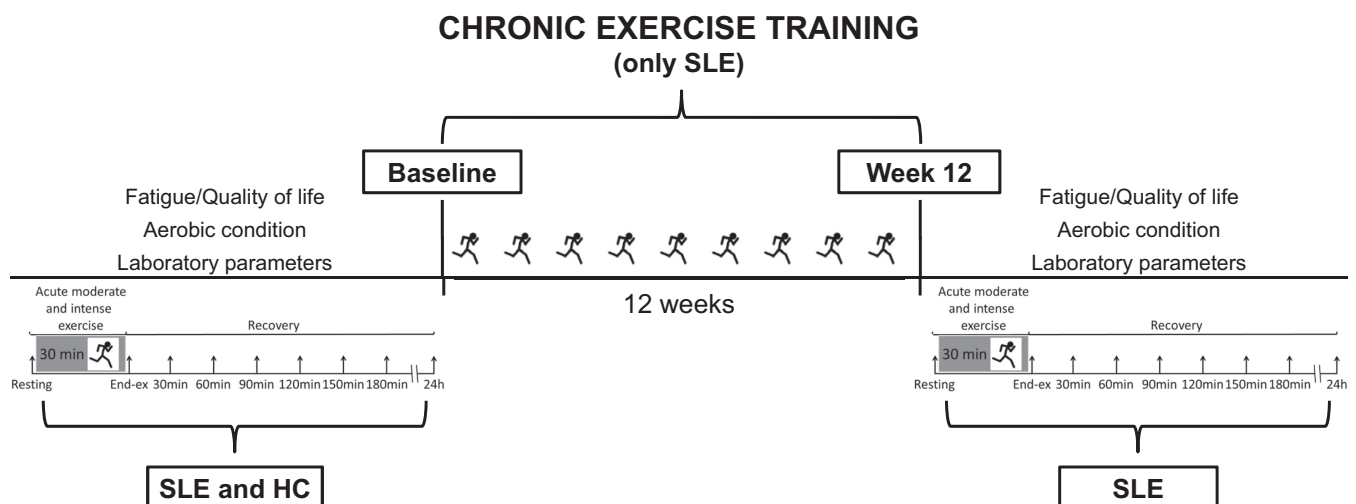 CHRONIC EXERCISE TRAINING
(only SLE)
Baseline
Week 12
Fatigue/Quality of life
Aerobic condition
Laboratory parameters
Fatigue/Quality of life
Aerobic condition
Laboratory parameters
12 weeks
Acute moderate
and intense
exercise
Recovery
30 min
Resting End-ex 30min 60min 90min 120min 150min 180min 24h
Acute moderate
and intense
exercise
Recovery
30 min
Resting End-ex 30min 60min 90min 120min 150min 180min 24h
SLE and HC
SLE